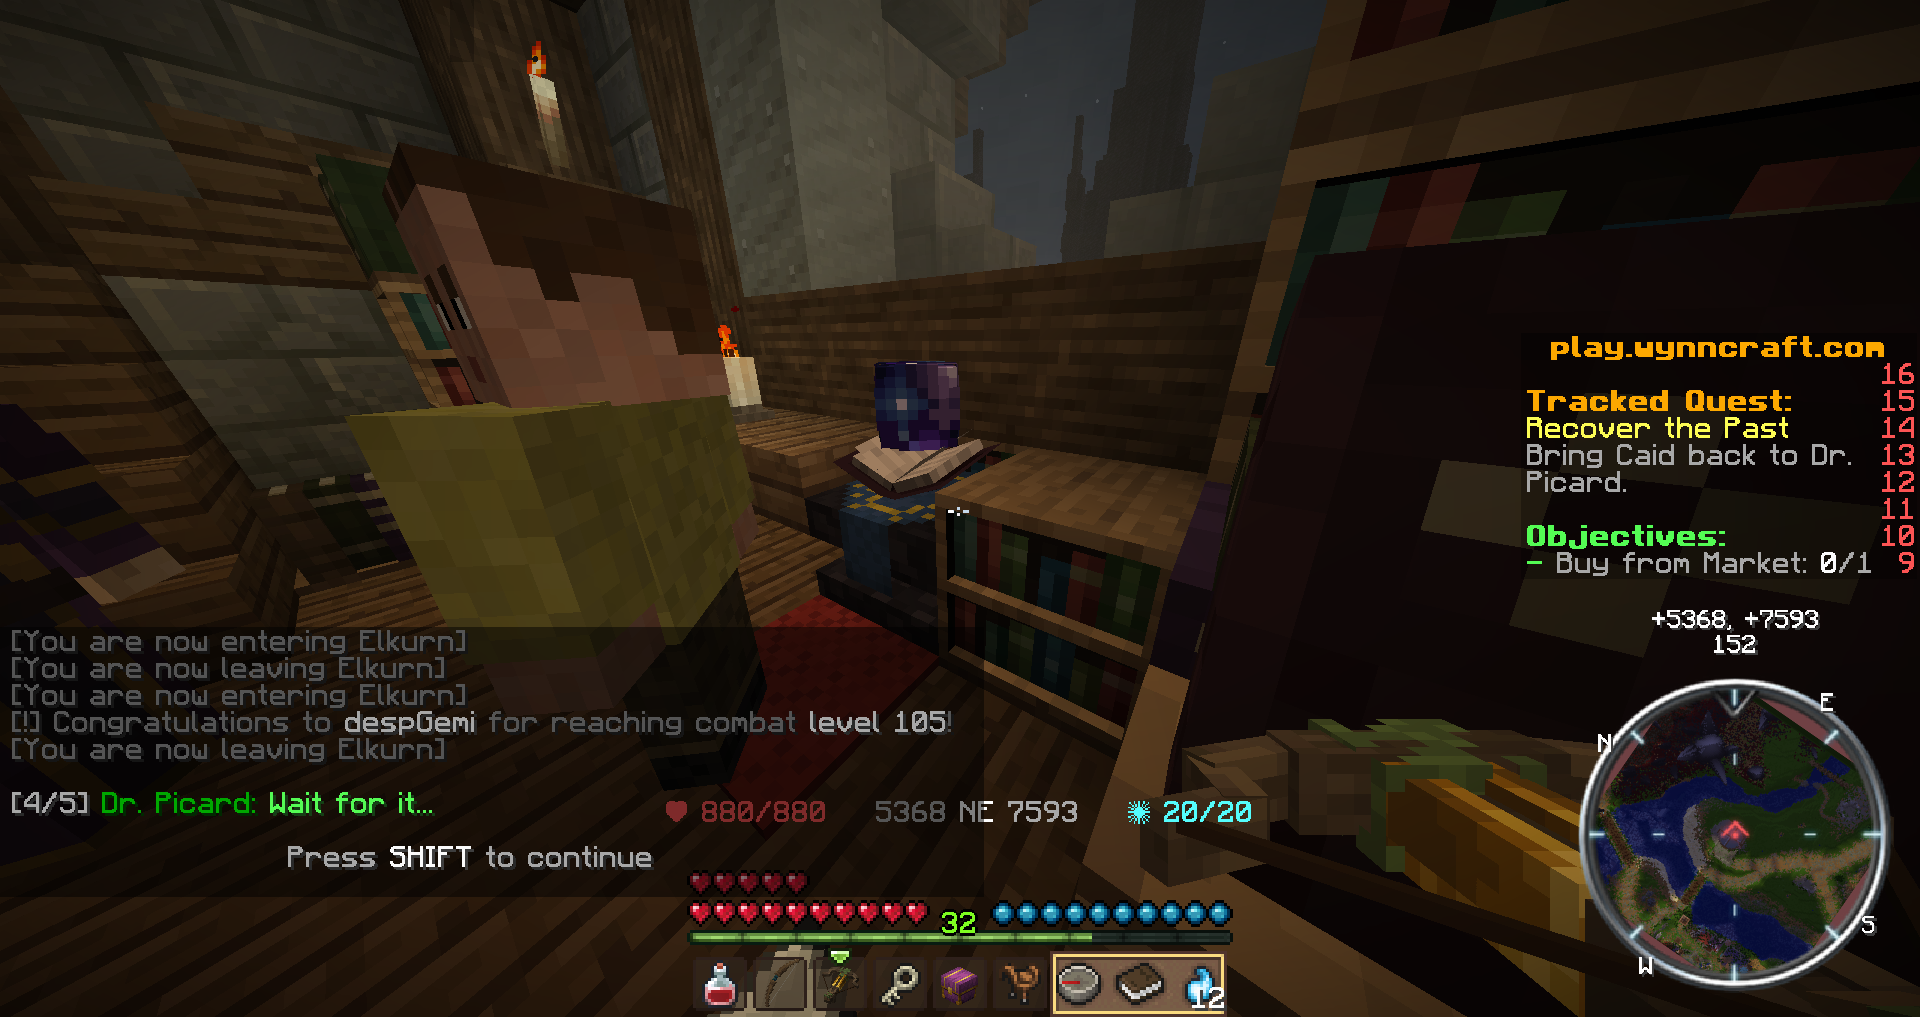 play.wynncraft.com
16
Tracked Quest: 15
Recover the Past 14
Bring Caid back to Dr. 13
Picard. 12
11
Objectives: 10
- Buy from Market: 0/1 9
+5368, +7593
152
[You are now entering Elkurn]
[You are now leaving Elkurn]
[You are now entering Elkurn]
[!] Congratulations to despGemi for reaching combat level 105!
[You are now leaving Elkurn]
[4/5] Dr. Picard: Wait for it...
Press SHIFT to continue
880/880 5368 NE 7593 20/20
32
12
N
E
S
W